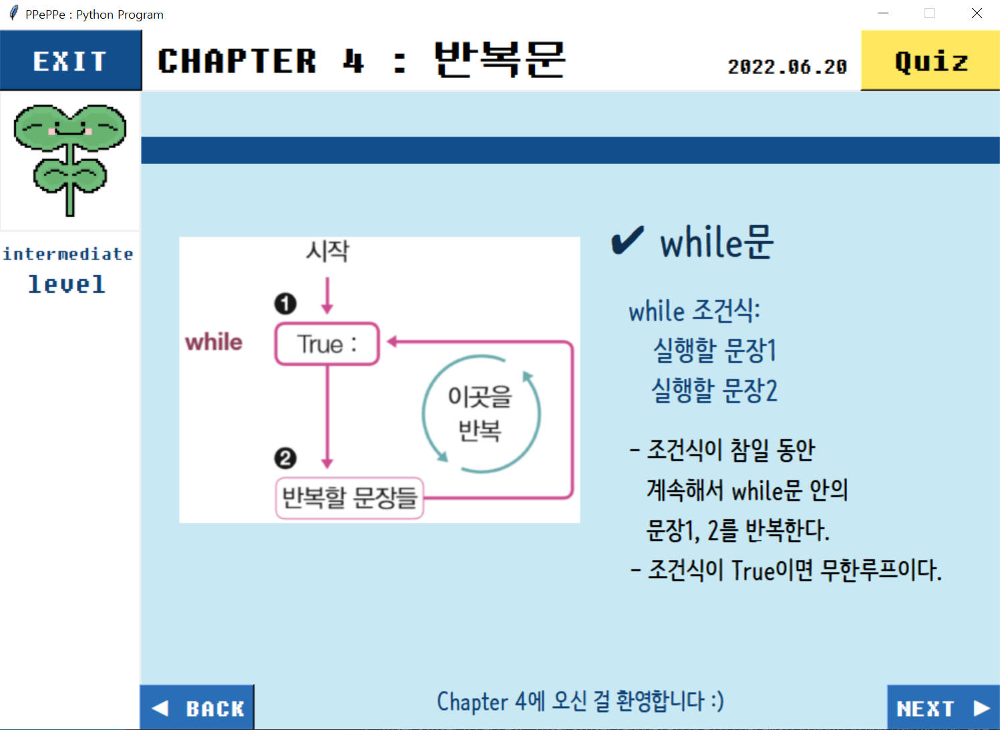 PPePPe : Python Program
EXIT
CHAPTER 4 : 반복문
2022.06.20
Quiz
intermediate
level
시작
❶
while
True :
이곳을
반복
❷
반복할 문장들
✔ while문
while 조건식:
실행할 문장1
실행할 문장2
- 조건식이 참일 동안
계속해서 while문 안의
문장1, 2를 반복한다.
- 조건식이 True이면 무한루프이다.
◀ BACK
Chapter 4에 오신 걸 환영합니다 :)
NEXT ▶